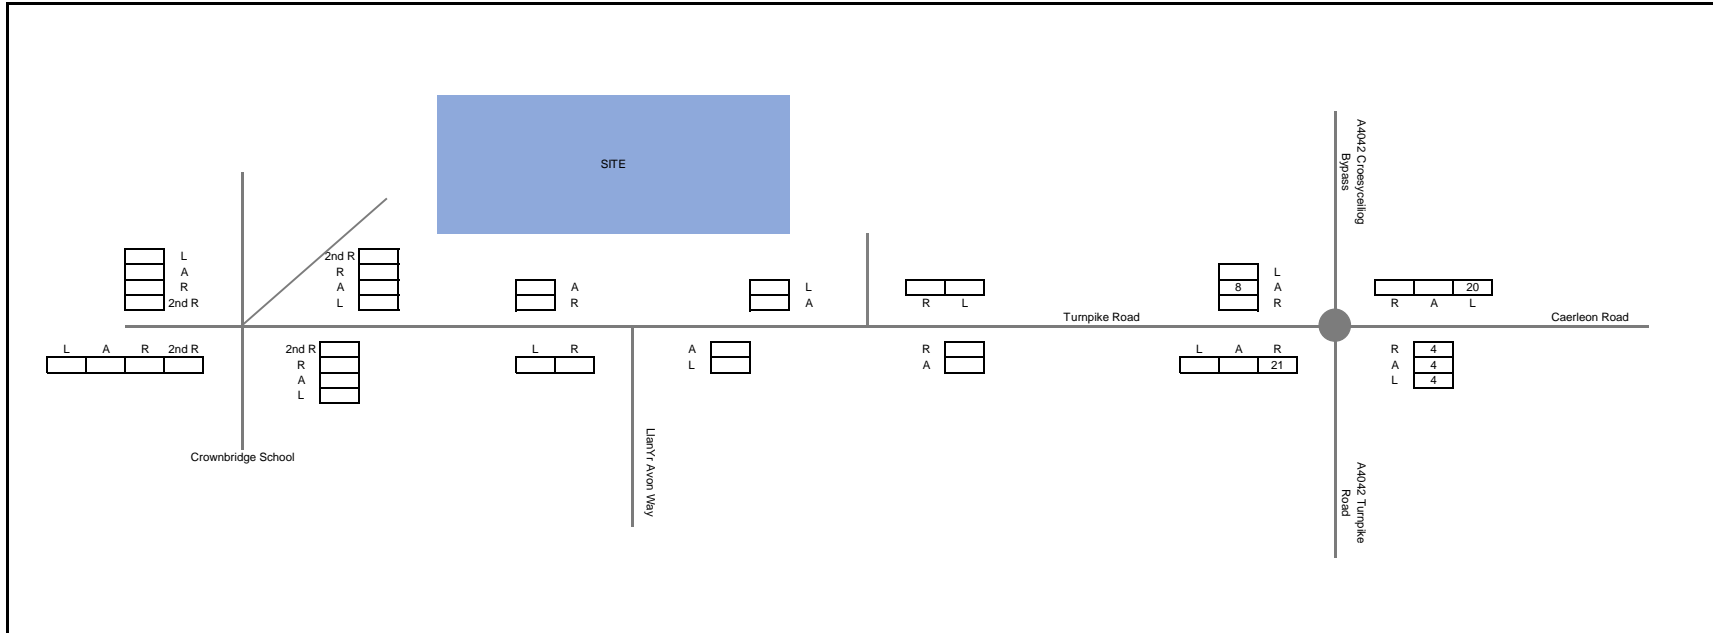 SITE
A4042 Croesyceiliog
Bypass
L
A
R
2nd R
2nd R
R
A
L
A
R
L
A
R L
L
8 A
R
20
R A L
Turnpike Road
Caerleon Road
L A R 2nd R
2nd R
R
A
L
L R
A
L
R
A
L A R
21
R 4
A 4
L 4
Crownbridge School
LlanYr Avon Way
A4042 Turnpike
Road